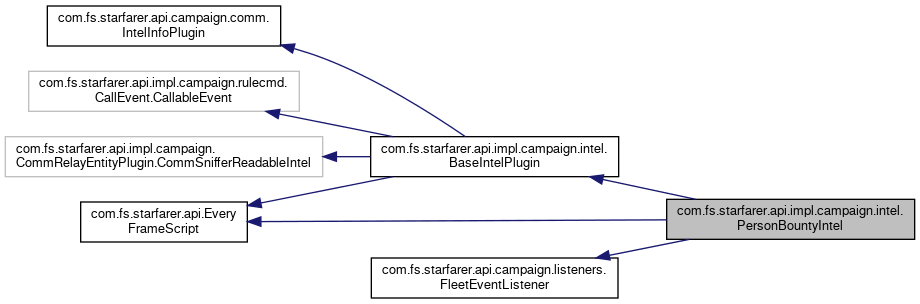 com.fs.starfarer.api.campaign.comm.
IntelInfoPlugin
com.fs.starfarer.api.impl.campaign.rulecmd.
CallEvent.CallableEvent
com.fs.starfarer.api.impl.campaign.
CommRelayEntityPlugin.CommSnifferReadableIntel
com.fs.starfarer.api.Every
FrameScript
com.fs.starfarer.api.impl.campaign.intel.
BaseIntelPlugin
com.fs.starfarer.api.campaign.listeners.
FleetEventListener
com.fs.starfarer.api.impl.campaign.intel.
PersonBountyIntel